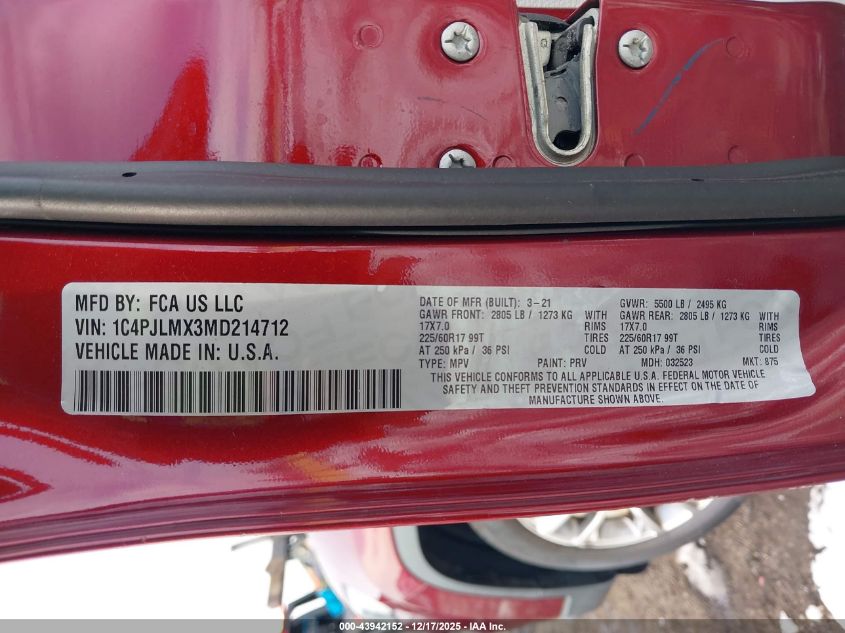 MFD BY: FCA US LLC
VIN: 1C4PJLMX3MD214712
VEHICLE MADE IN: U.S.A.
DATE OF MFR (BUILT): 3-21 GVWR: 5500 LB / 2495 KG
GAWR FRONT: 2805 LB / 1273 KG WITH GAWR REAR: 2805 LB / 1273 KG WITH
17X7.0 RIMS 17X7.0 RIMS
225/60R17 99T TIRES 225/60R17 99T TIRES
AT 250 kPa / 36 PSI COLD AT 250 kPa / 36 PSI COLD
TYPE: MPV PAINT: PRV MDH: 032523 MKT: 875
THIS VEHICLE CONFORMS TO ALL APPLICABLE U.S.A. FEDERAL MOTOR VEHICLE
SAFETY AND THEFT PREVENTION STANDARDS IN EFFECT ON THE DATE OF
MANUFACTURE SHOWN ABOVE.
000-43942152 - 12/17/2025 - IAA Inc.